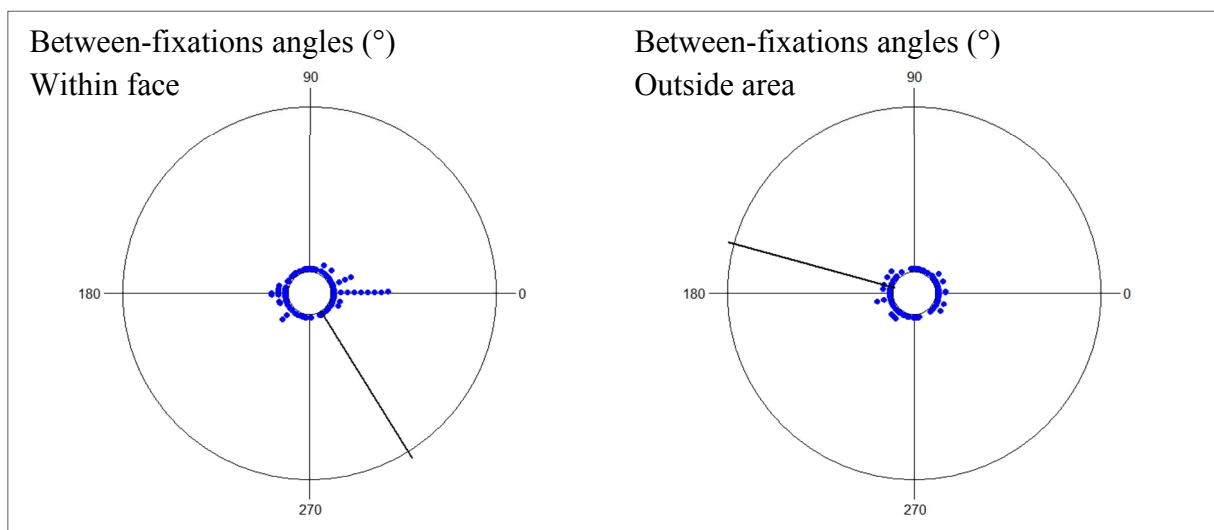 Between-fixations angles (°)
Within face
90
180
0
270
Between-fixations angles (°)
Outside area
90
180
0
270